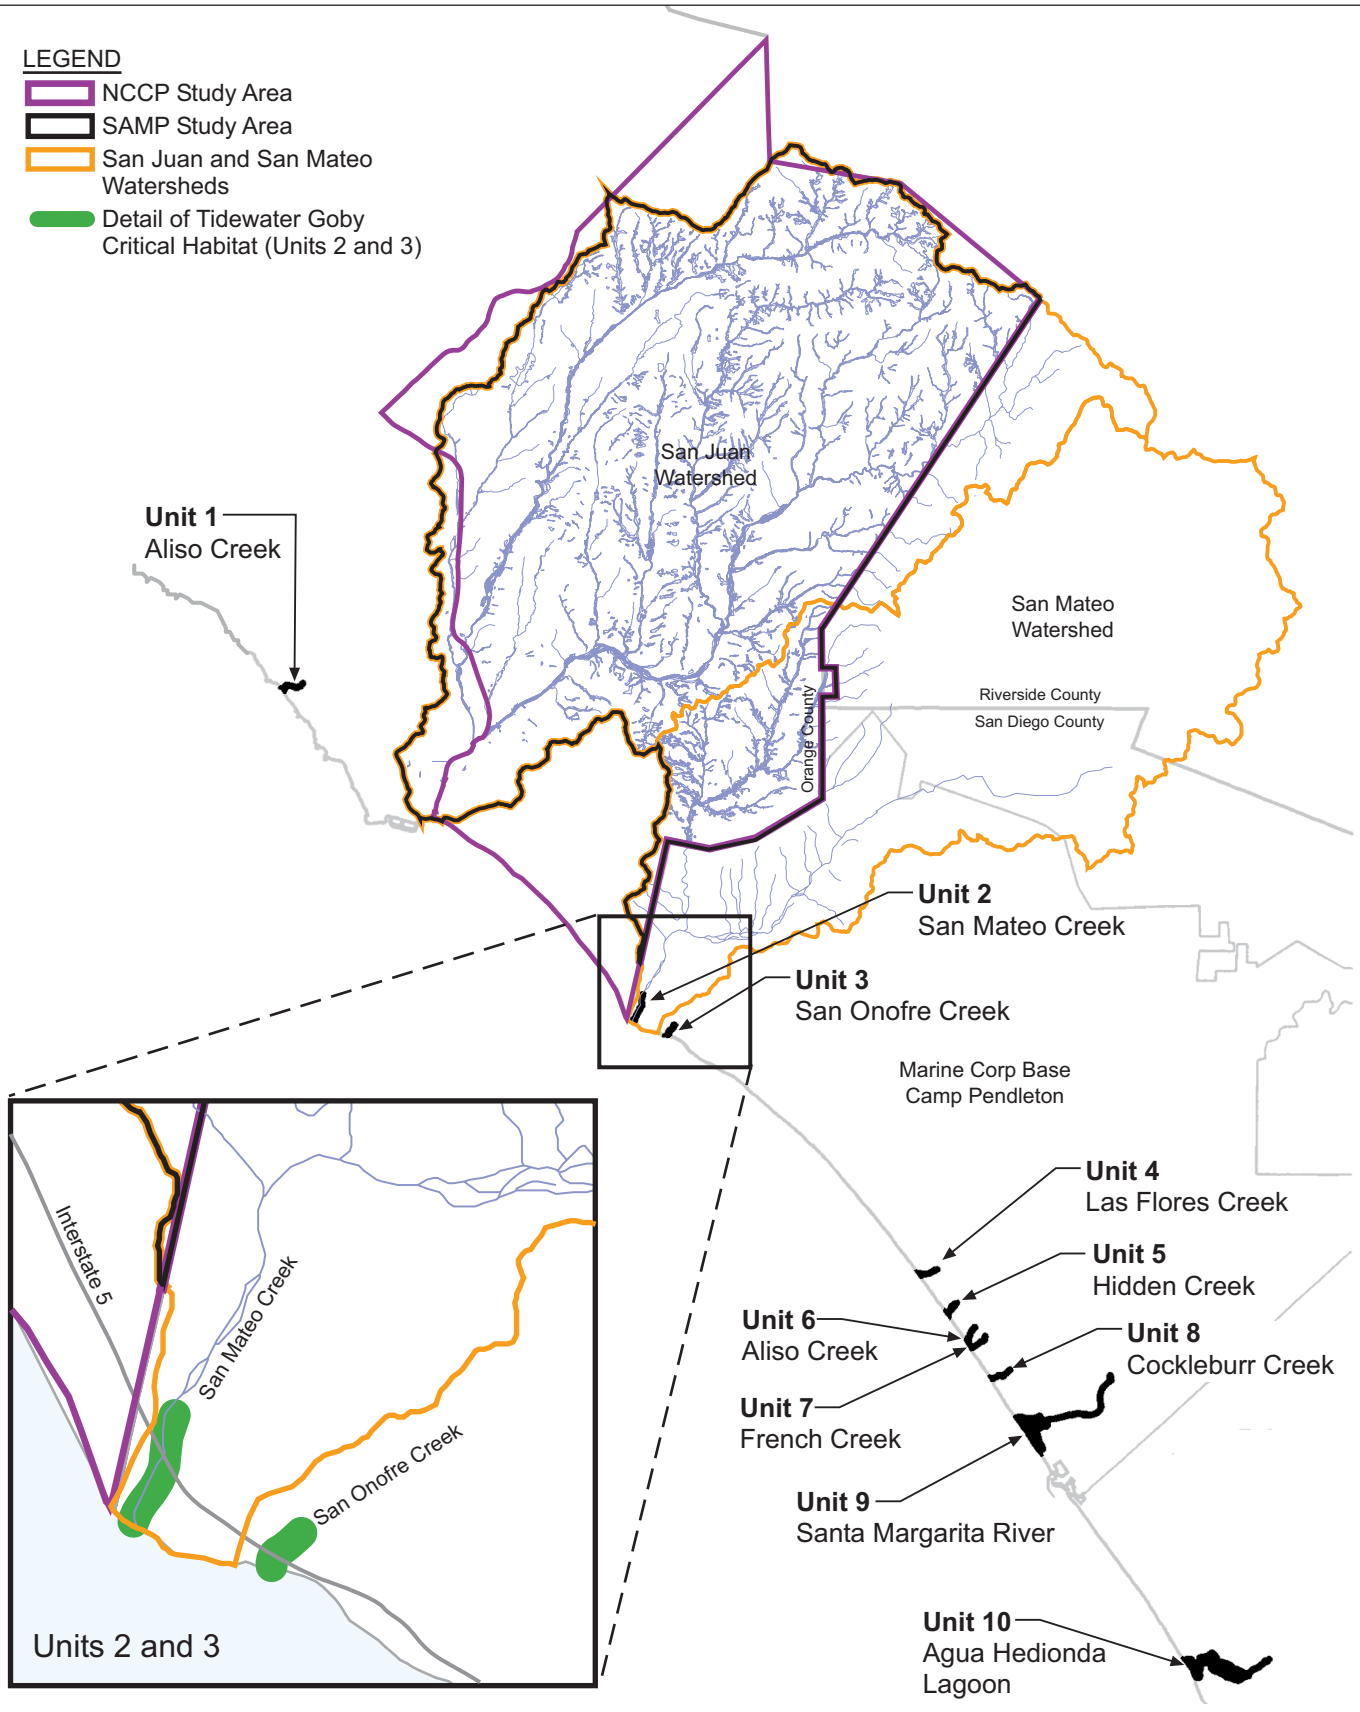 LEGEND
NCCP Study Area
SAMP Study Area
San Juan and San Mateo
Watersheds
Detail of Tidewater Goby
Critical Habitat (Units 2 and 3)
San Juan
Watershed
Unit 1
Aliso Creek
San Mateo
Watershed
Riverside County
San Diego County
Orange County
Unit 2
San Mateo Creek
Unit 3
San Onofre Creek
Marine Corp Base
Camp Pendleton
Unit 4
Las Flores Creek
Unit 5
Hidden Creek
Unit 6
Aliso Creek
Unit 8
Cockleburr Creek
Unit 7
French Creek
Unit 9
Santa Margarita River
Unit 10
Agua Hedionda
Lagoon
Interstate 5
San Mateo Creek
San Onofre Creek
Units 2 and 3